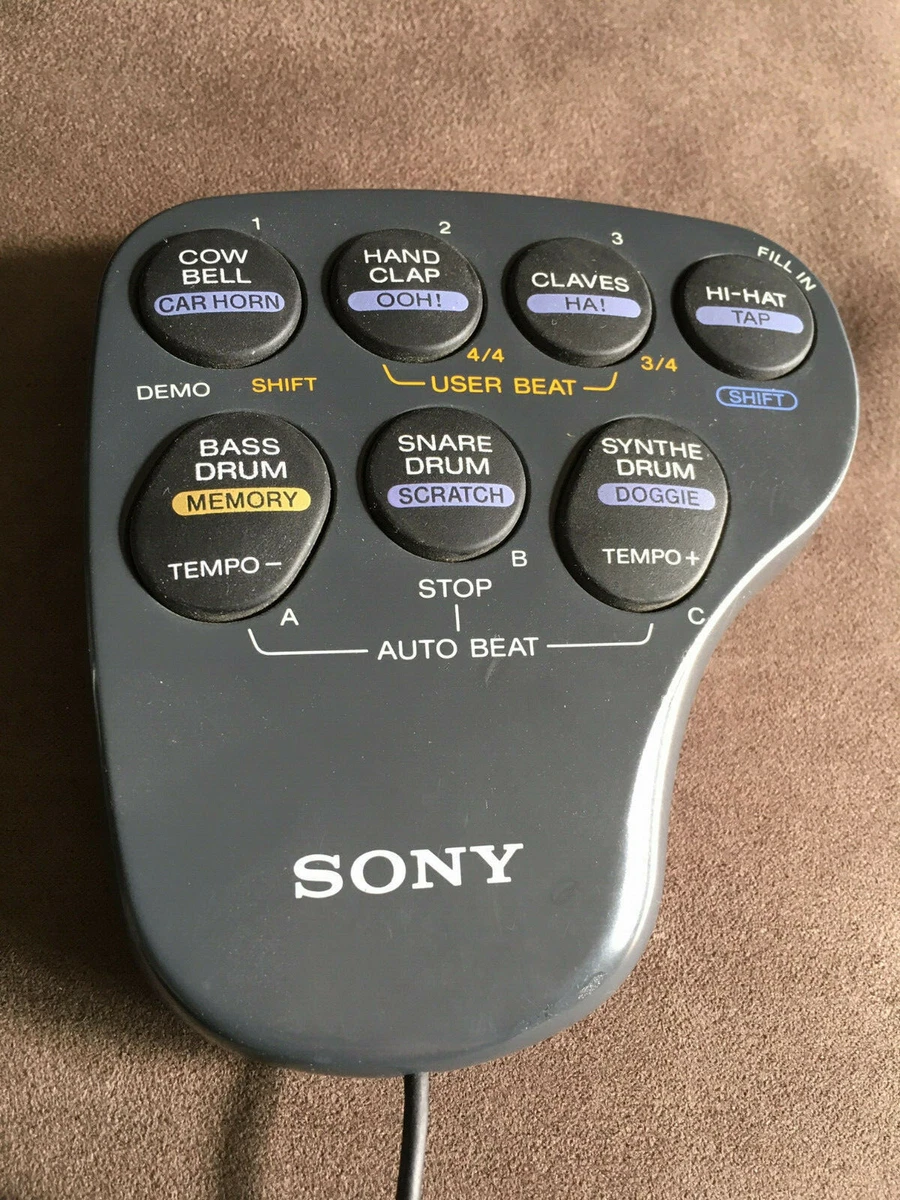 1
2
3
FILL IN
COW
BELL
CAR HORN
HAND
CLAP
OOH!
CLAVES
HA!
HI-HAT
TAP
DEMO
SHIFT
4/4
USER BEAT
3/4
SHIFT
BASS
DRUM
MEMORY
TEMPO −
A
SNARE
DRUM
SCRATCH
B
STOP
SYNTHE
DRUM
DOGGIE
TEMPO +
C
AUTO BEAT
SONY